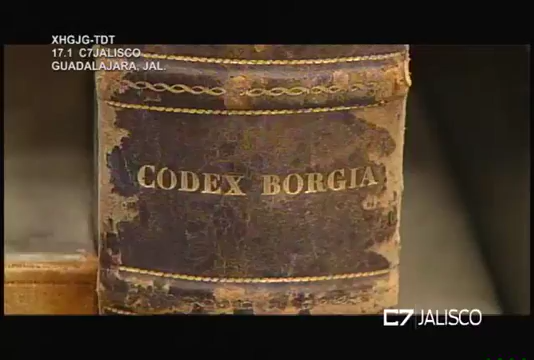 XHGJG-TDT
17.1 C7JALISCO
GUADALAJARA, JAL.
CODEX BORGIA
C7 JALISCO